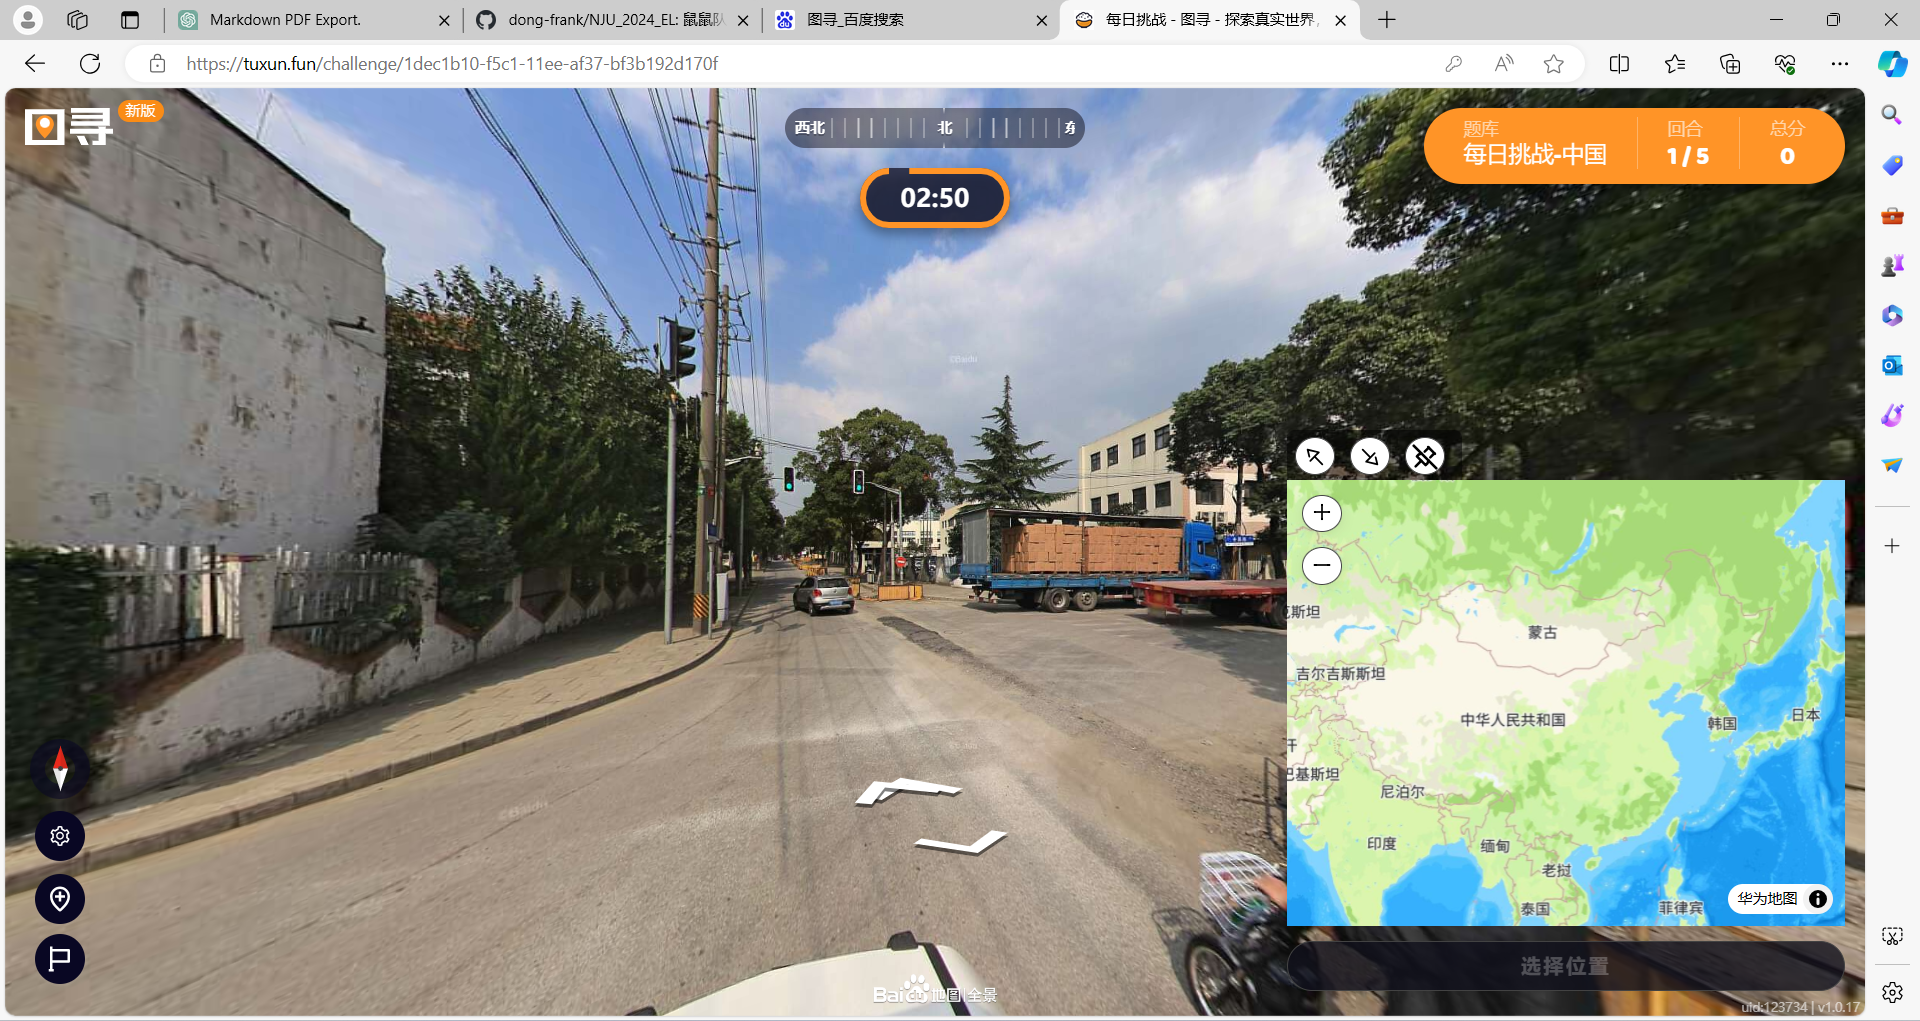 Markdown PDF Export.
dong-frank/NJU_2024_EL: 鼠鼠队
图寻_百度搜索
每日挑战 - 图寻 - 探索真实世界,
https://tuxun.fun/challenge/1dec1b10-f5c1-11ee-af37-bf3b192d170f
寻
新版
西北
北
东
02:50
题库
每日挑战-中国
回合
1 / 5
总分
0
©Baidu
蒙古
吉尔吉斯斯坦
中华人民共和国
韩国
日本
巴基斯坦
尼泊尔
印度
缅甸
老挝
泰国
菲律宾
华为地图
选择位置
Baidu地图|全景
uid:123734 | v1.0.17